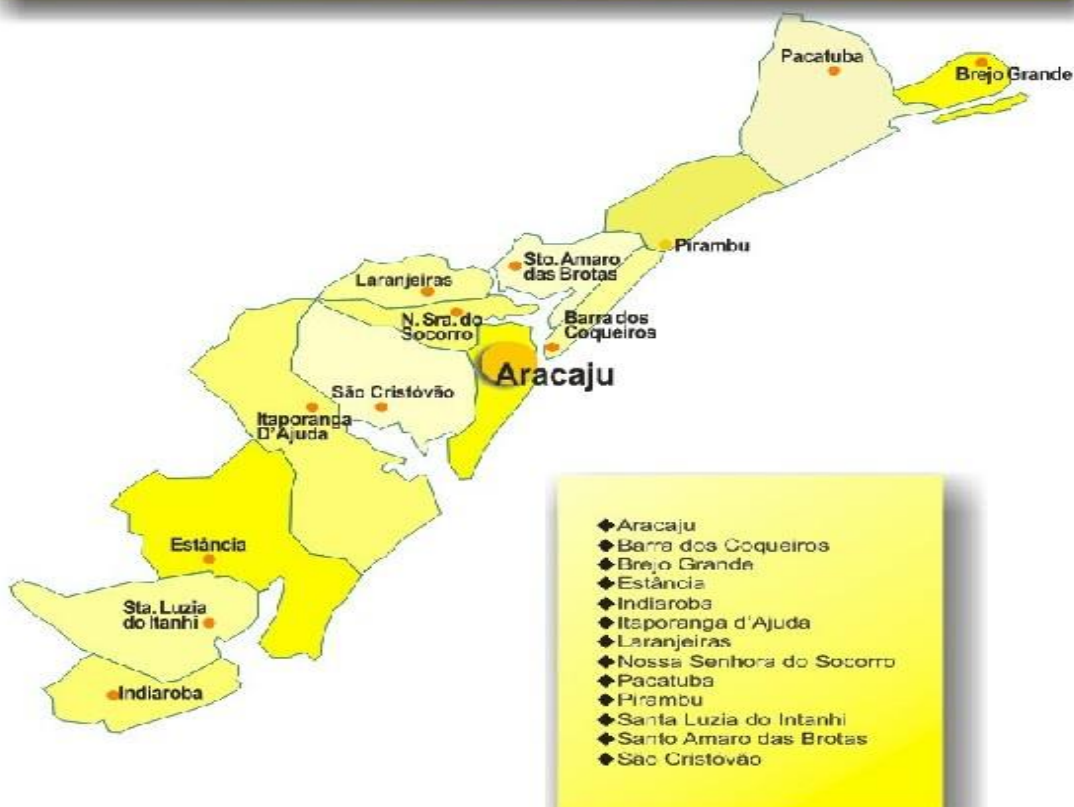 Pacatuba
Brejo Grande
Pirambu
Sto. Amaro
das Brotas
Laranjeiras
N. Sra. do
Socorro
Barra dos
Coqueiros
Aracaju
São Cristóvão
Itaporanga
D'Ajuda
Estância
Sta. Luzia
do Itanhi
Indiaroba
◆Aracaju
◆Barra dos Coqueiros
◆Brejo Grande
◆Estância
◆Indiaroba
◆Itaporanga d'Ajuda
◆Laranjeiras
◆Nossa Senhora do Socorro
◆Pacatuba
◆Pirambu
◆Santa Luzia do Intanhi
◆Santo Amaro das Brotas
◆São Cristóvão